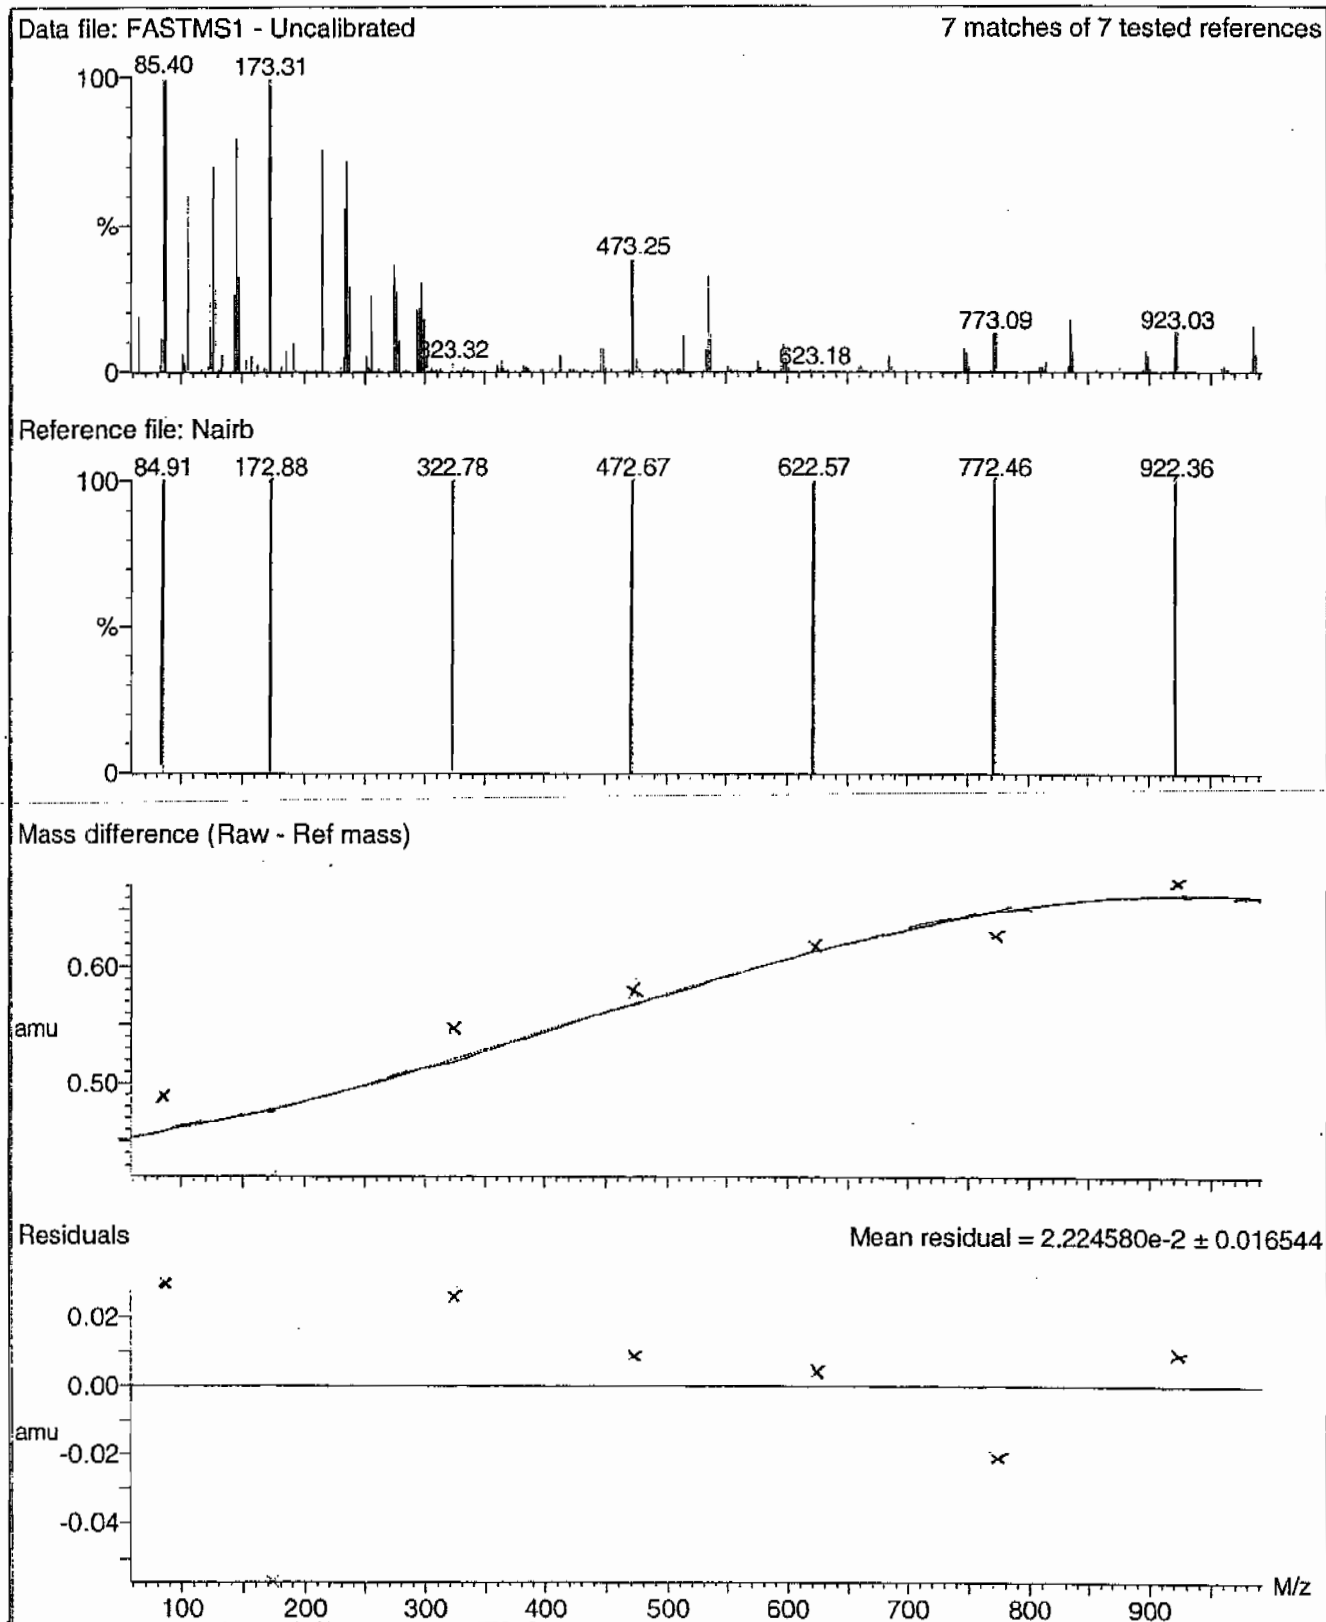 Data file: FASTMS1 - Uncalibrated 7 matches of 7 tested references
85.40 173.31
100
%
473.25
773.09 923.03
323.32 623.18
0
Reference file: Nairb
84.91 172.88 322.78 472.67 622.57 772.46 922.36
100
%
0
Mass difference (Raw - Ref mass)
0.60
amu
0.50
Residuals Mean residual = 2.224580e-2 ± 0.016544
0.02
0.00
amu
-0.02
-0.04
M/z
100 200 300 400 500 600 700 800 900